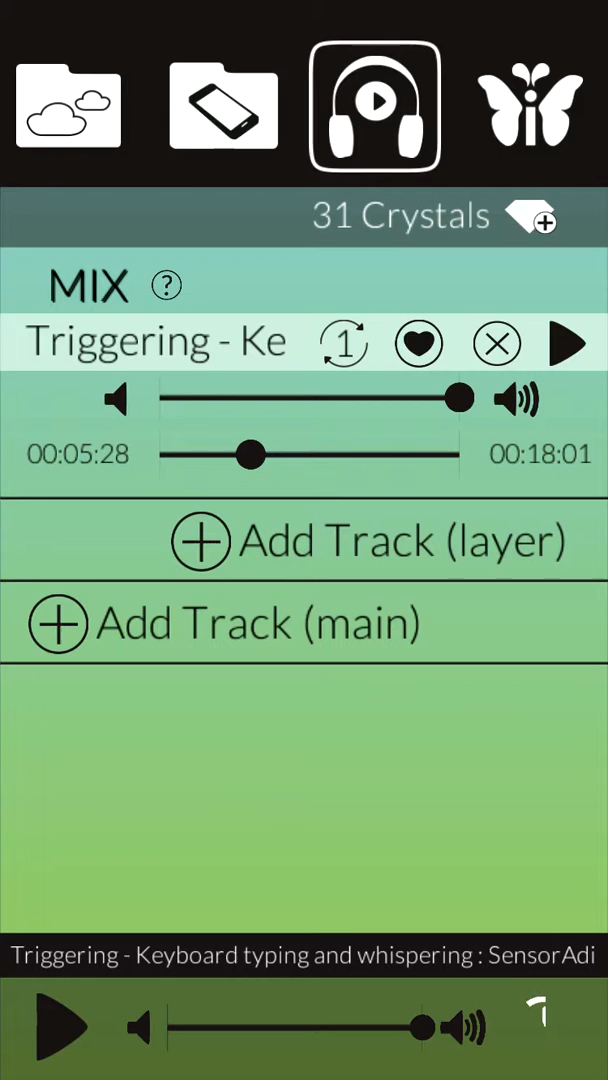 31 Crystals
MIX ?
Triggering - Ke 1
00:05:28 00:18:01
Add Track (layer)
Add Track (main)
Triggering - Keyboard typing and whispering : SensorAdi